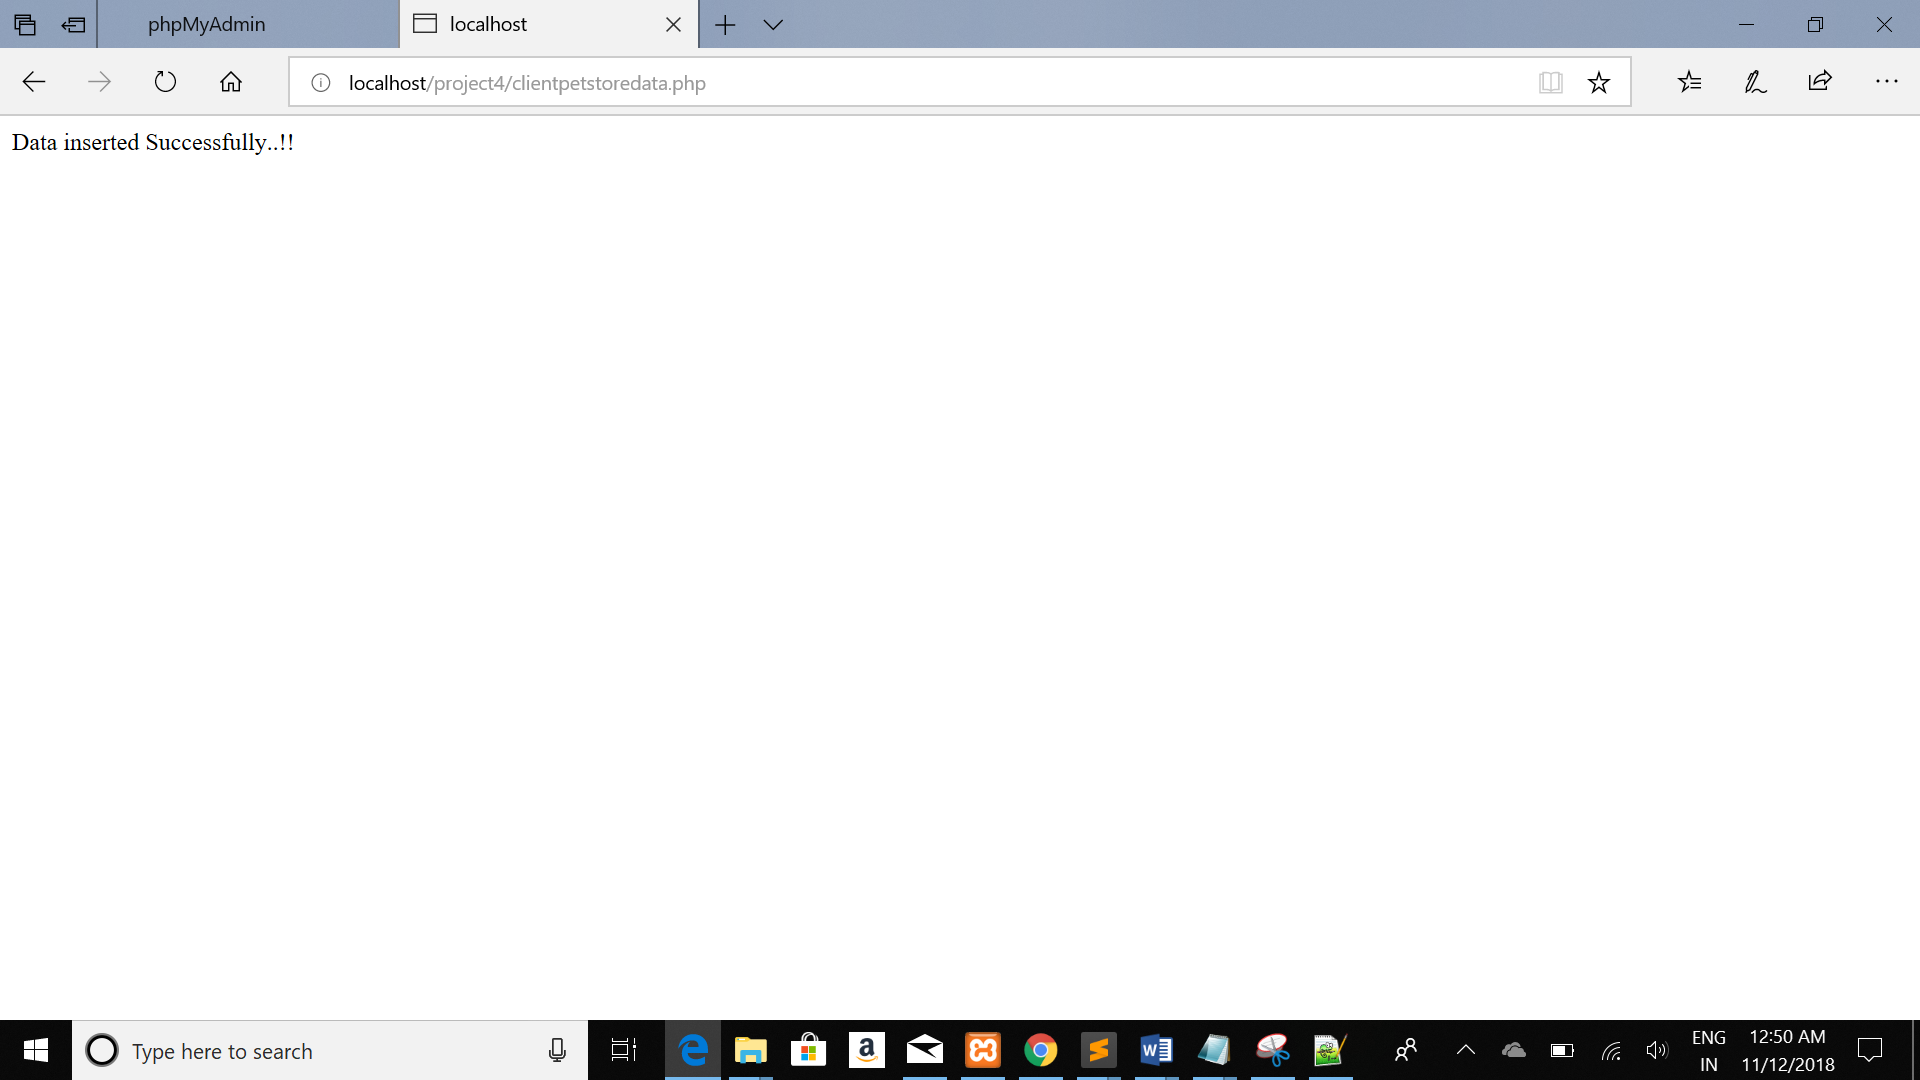 phpMyAdmin
localhost
localhost/project4/clientpetstoredata.php
Data inserted Successfully..!!
Type here to search
ENG
IN
12:50 AM
11/12/2018